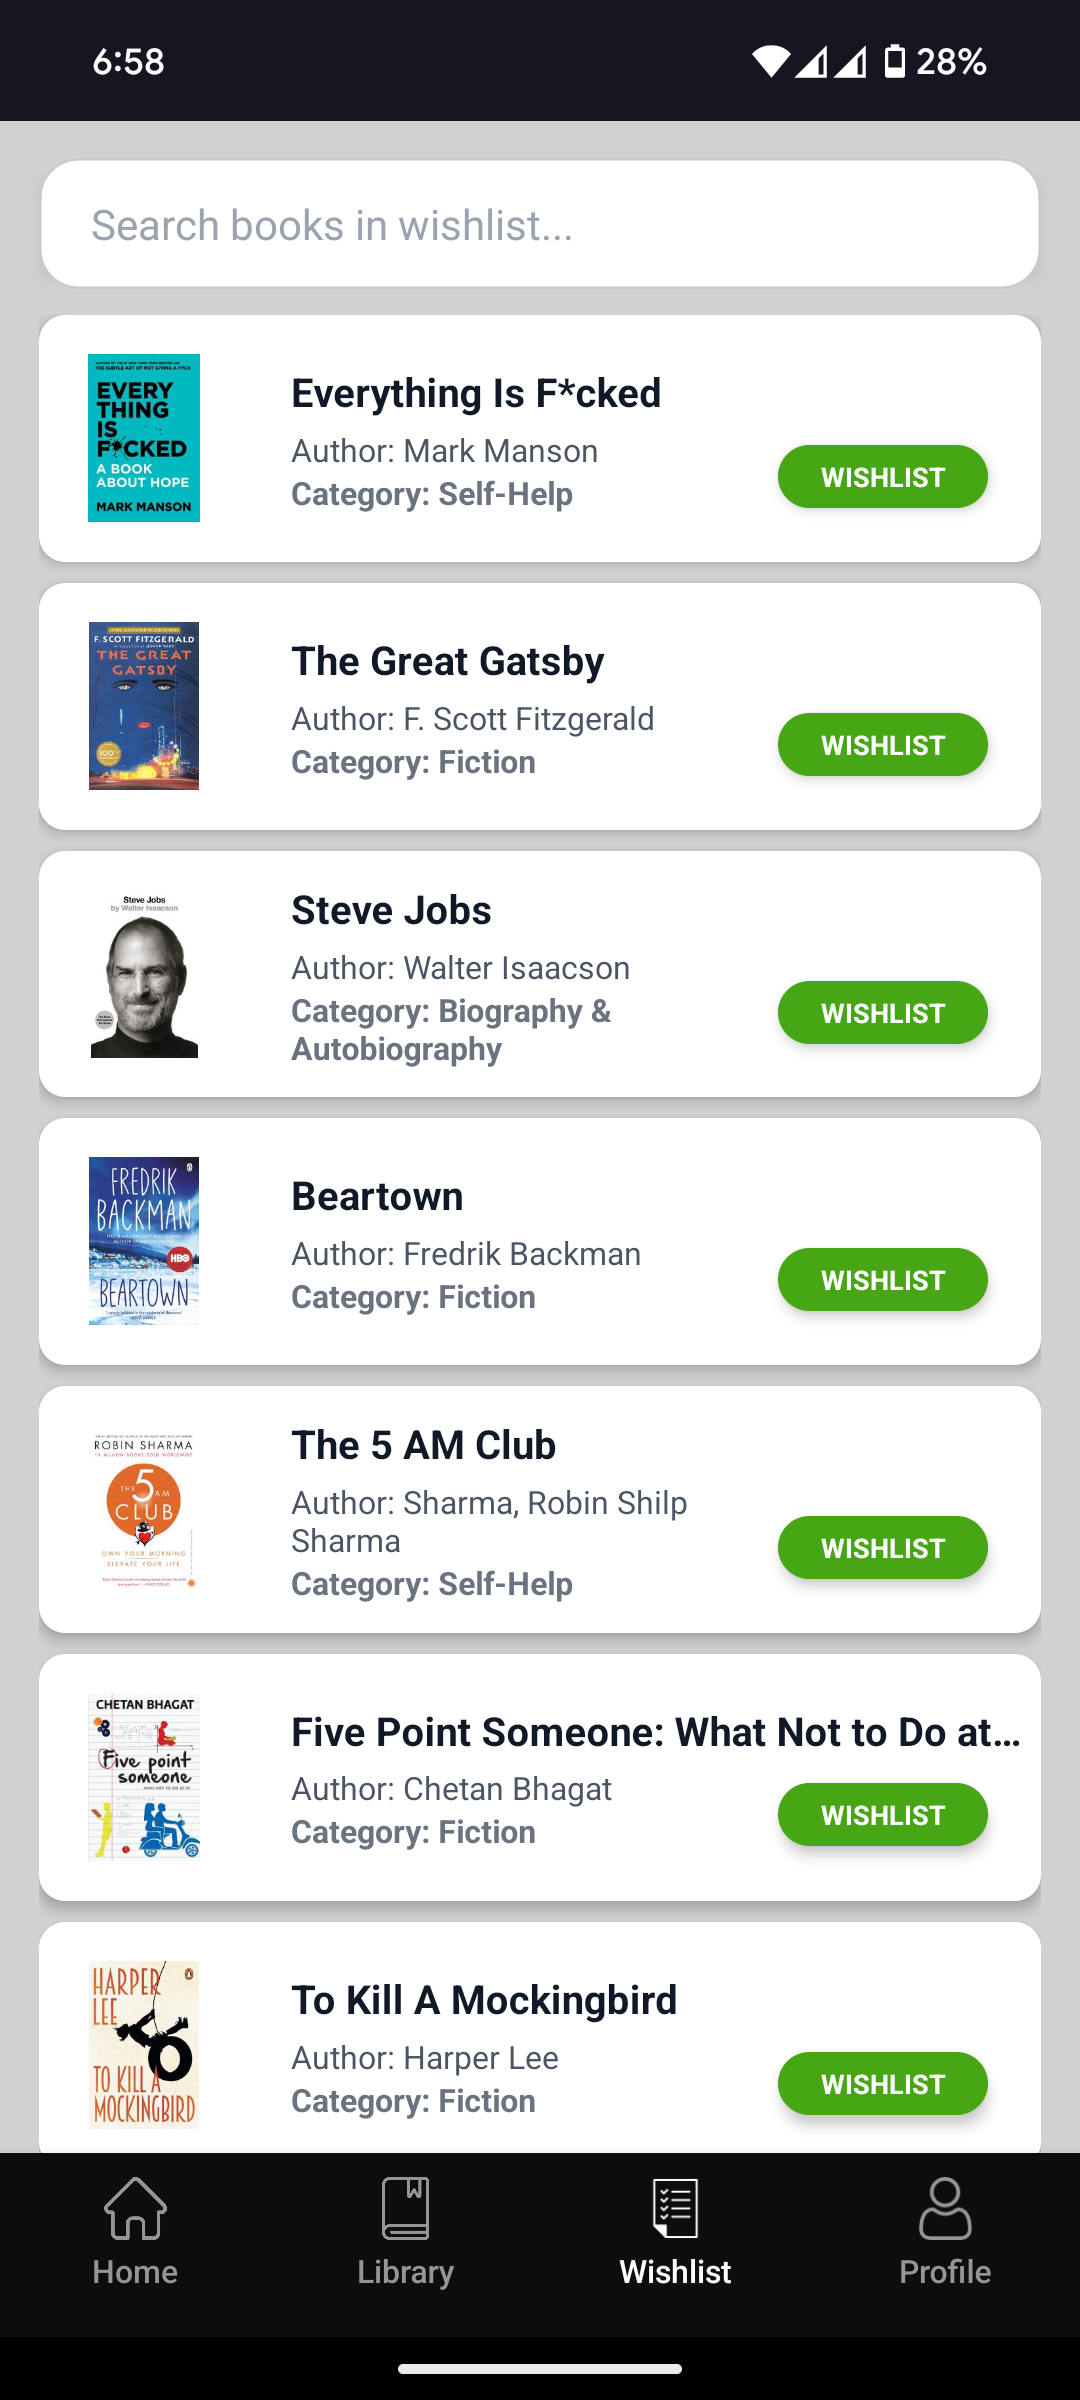 6:58
28%
Search books in wishlist...
EVERY
THING
IS
F*CKED
A BOOK
ABOUT HOPE
MARK MANSON
Everything Is F*cked
Author: Mark Manson
Category: Self-Help
WISHLIST
F. SCOTT FITZGERALD
THE GREAT
GATSBY
The Great Gatsby
Author: F. Scott Fitzgerald
Category: Fiction
WISHLIST
Steve Jobs
by Walter Isaacson
Steve Jobs
Author: Walter Isaacson
Category: Biography &
Autobiography
WISHLIST
FREDRIK
BACKMAN
HBO
BEARTOWN
Beartown
Author: Fredrik Backman
Category: Fiction
WISHLIST
ROBIN SHARMA
THE 5 AM
CLUB
OWN YOUR MORNING
ELEVATE YOUR LIFE
The 5 AM Club
Author: Sharma, Robin Shilp
Sharma
Category: Self-Help
WISHLIST
CHETAN BHAGAT
Five point
someone
Five Point Someone: What Not to Do at...
Author: Chetan Bhagat
Category: Fiction
WISHLIST
HARPER
LEE
TO KILL A
MOCKINGBIRD
To Kill A Mockingbird
Author: Harper Lee
Category: Fiction
WISHLIST
Home
Library
Wishlist
Profile